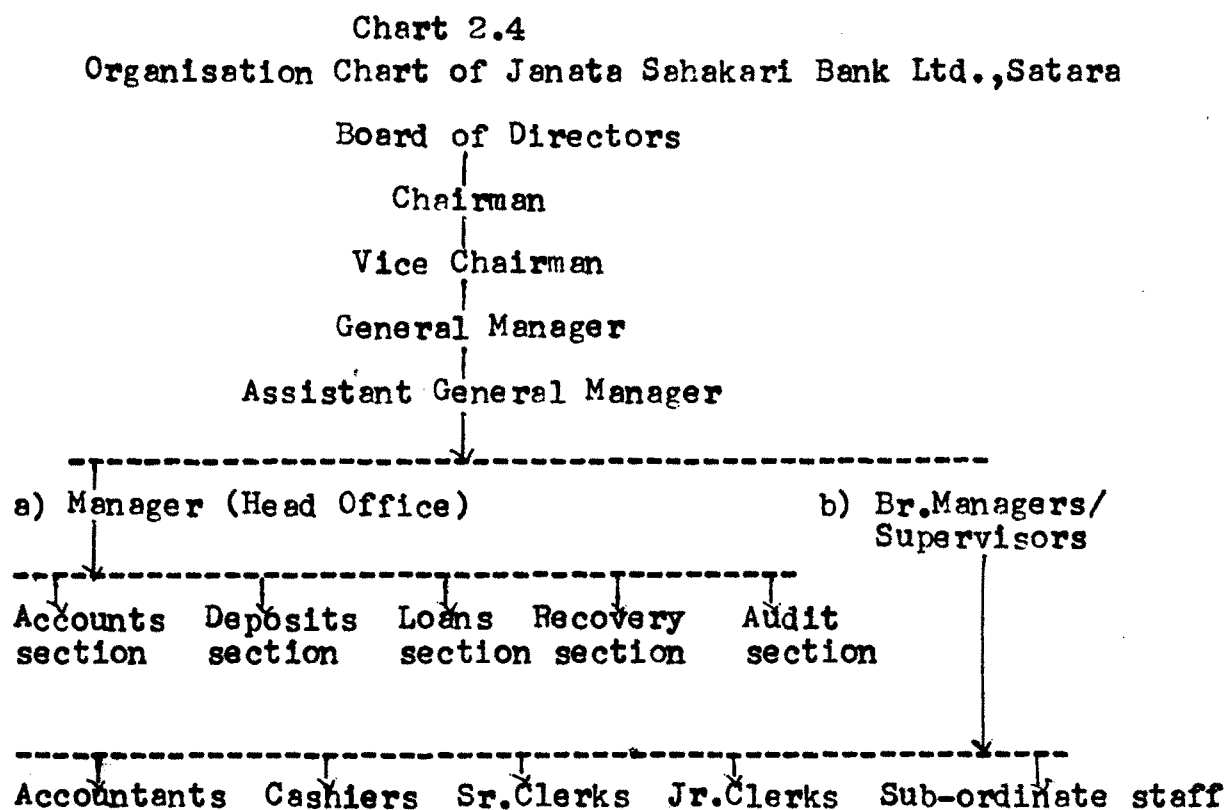 Chart 2.4
Organisation Chart of Janata Sahakari Bank Ltd.,Satara
Board of Directors
Chairman
Vice Chairman
General Manager
Assistant General Manager
a) Manager (Head Office)
b) Br.Managers/
Supervisors
Accounts Deposits Loans Recovery Audit
section section section section section
Accountants Cashiers Sr.Clerks Jr.Clerks Sub-ordinate staff